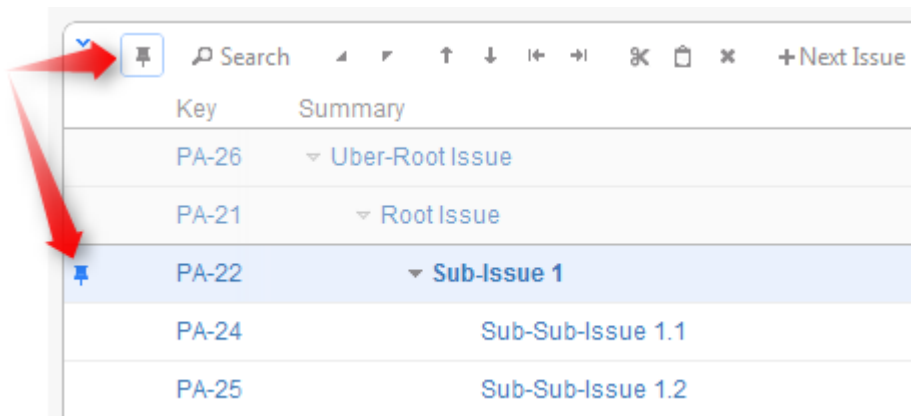 Search
+Next Issue
Key Summary
PA-26 Uber-Root Issue
PA-21 Root Issue
PA-22 Sub-Issue 1
PA-24 Sub-Sub-Issue 1.1
PA-25 Sub-Sub-Issue 1.2